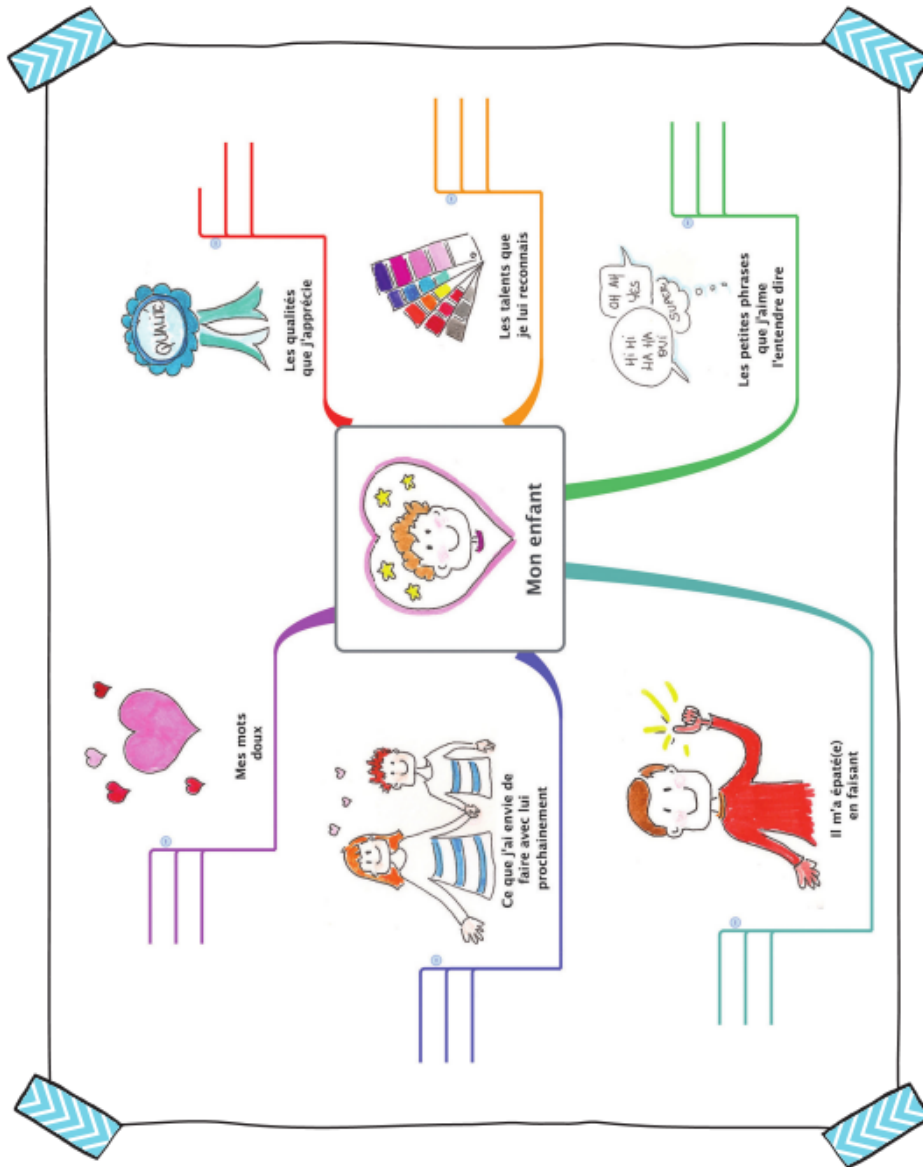 Mon enfant
QUALITÉ
Les qualités
que j'apprécie
Les talents que
je lui reconnais
HI HI HI
HA HA HA
OUI
OH AH
YES
SUPER
Les petites phrases
que j'aime
l'entendre dire
Mes mots
doux
Ce que j'ai envie de
faire avec lui
prochainement
Il m'a épaté(e)
en faisant